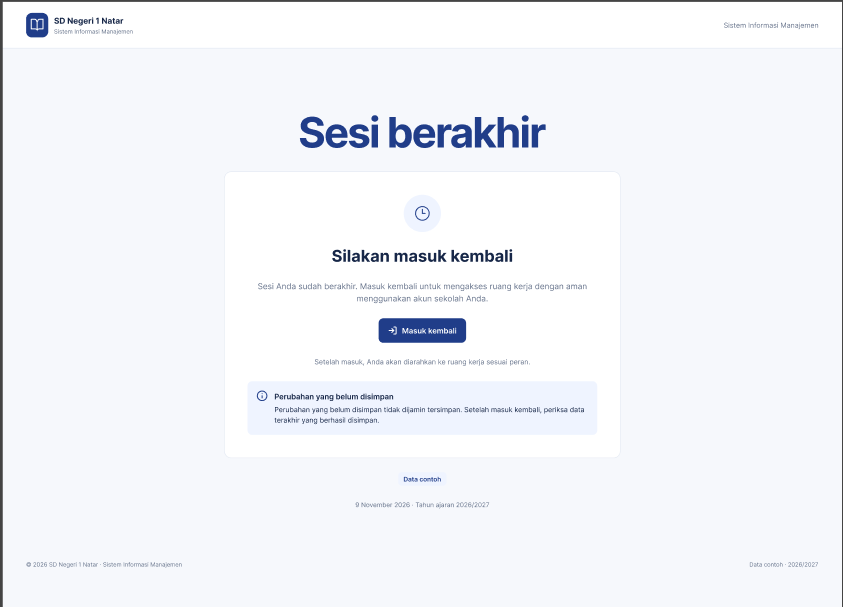 SD Negeri 1 Natar
Sistem Informasi Manajemen
Sistem Informasi Manajemen
Sesi berakhir
Silakan masuk kembali
Sesi Anda sudah berakhir. Masuk kembali untuk mengakses ruang kerja dengan aman
menggunakan akun sekolah Anda.
Masuk kembali
Setelah masuk, Anda akan diarahkan ke ruang kerja sesuai peran.
Perubahan yang belum disimpan
Perubahan yang belum disimpan tidak dijamin tersimpan. Setelah masuk kembali, periksa data
terakhir yang berhasil disimpan.
Data contoh
9 November 2026 · Tahun ajaran 2026/2027
© 2026 SD Negeri 1 Natar · Sistem Informasi Manajemen
Data contoh · 2026/2027